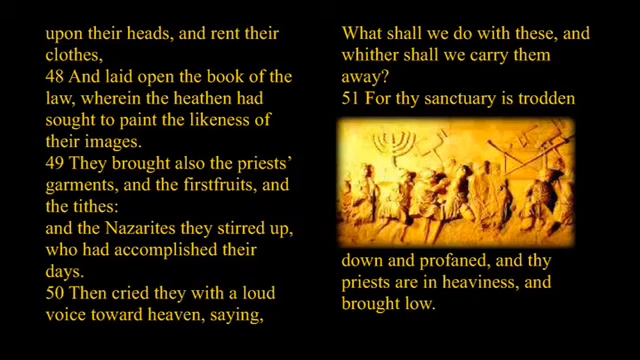 upon their heads, and rent their
clothes,
48 And laid open the book of the
law, wherein the heathen had
sought to paint the likeness of
their images.
49 They brought also the priests’
garments, and the firstfruits, and
the tithes:
and the Nazarites they stirred up,
who had accomplished their
days.
50 Then cried they with a loud
voice toward heaven, saying,
What shall we do with these, and
whither shall we carry them
away?
51 For thy sanctuary is trodden
down and profaned, and thy
priests are in heaviness, and
brought low.